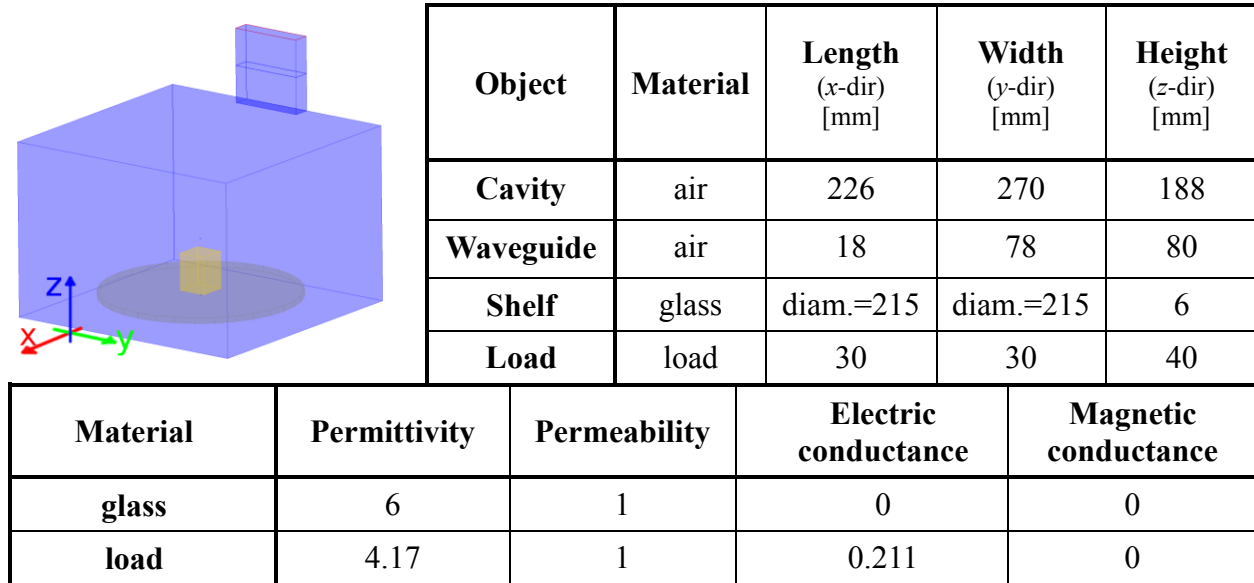 Object Material Length (x-dir) [mm] Width (y-dir) [mm] Height (z-dir) [mm]
Cavity air 226 270 188
Waveguide air 18 78 80
Shelf glass diam.=215 diam.=215 6
Load load 30 30 40
z
x
y
Material Permittivity Permeability Electric conductance Magnetic conductance
glass 6 1 0 0
load 4.17 1 0.211 0